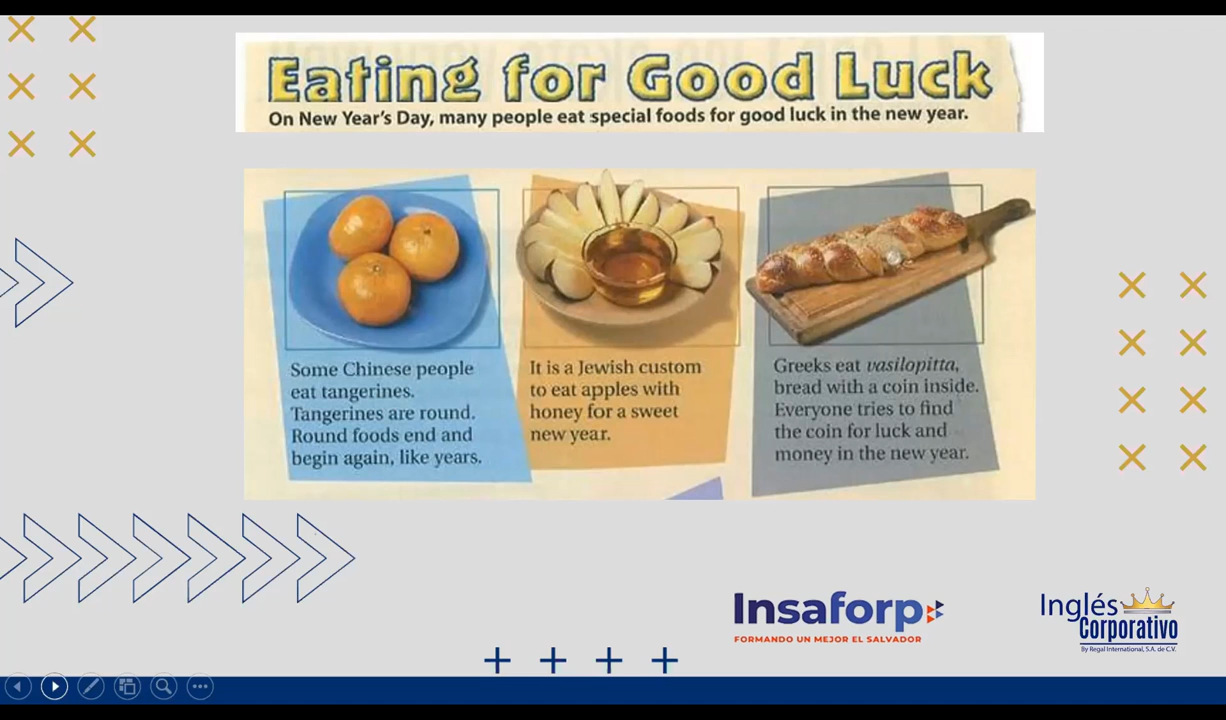 Eating for Good Luck
On New Year's Day, many people eat special foods for good luck in the new year.
Some Chinese people
eat tangerines.
Tangerines are round.
Round foods end and
begin again, like years.
It is a Jewish custom
to eat apples with
honey for a sweet
new year.
Greeks eat vasilopitta,
bread with a coin inside.
Everyone tries to find
the coin for luck and
money in the new year.
Insaforp
FORMANDO UN MEJOR EL SALVADOR
Inglés
Corporativo
By Regal International, S.A. de C.V.